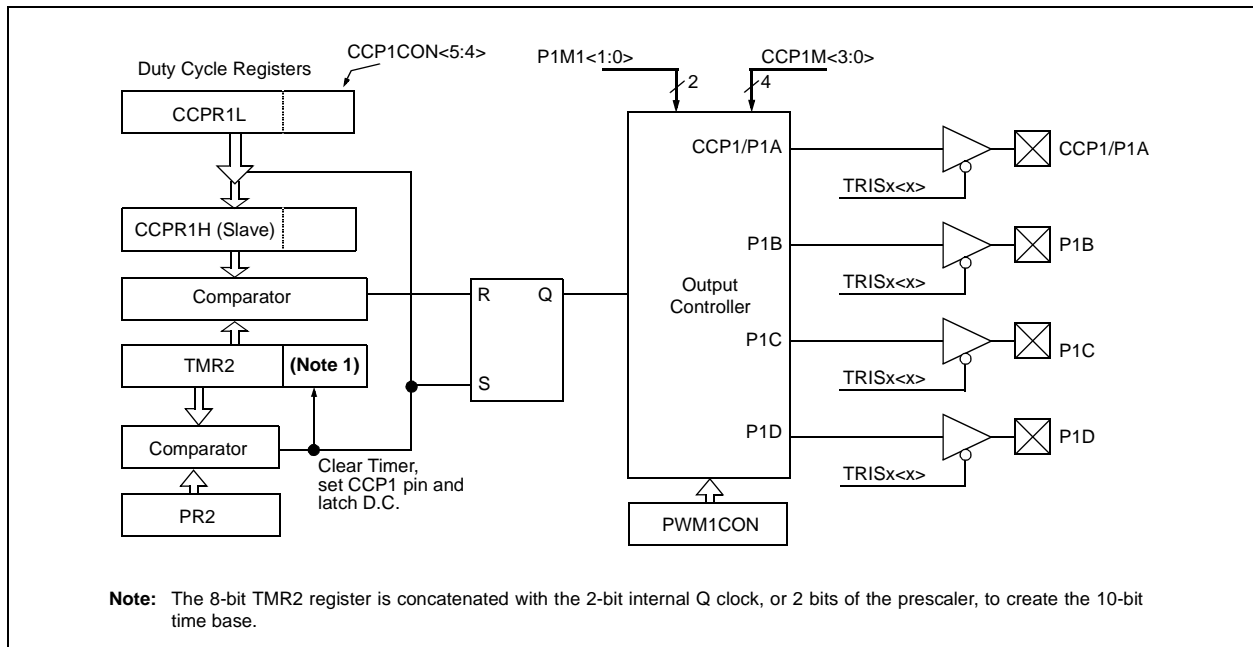 CCP1CON<5:4>
Duty Cycle Registers
CCPR1L
CCPR1H (Slave)
Comparator
TMR2
(Note 1)
Comparator
PR2
Clear Timer,
set CCP1 pin and
latch D.C.
R
Q
S
P1M1<1:0>
2
CCP1M<3:0>
4
Output
Controller
CCP1/P1A
P1B
P1C
P1D
PWM1CON
TRISx<x>
CCP1/P1A
TRISx<x>
P1B
TRISx<x>
P1C
TRISx<x>
P1D
Note: The 8-bit TMR2 register is concatenated with the 2-bit internal Q clock, or 2 bits of the prescaler, to create the 10-bit
time base.